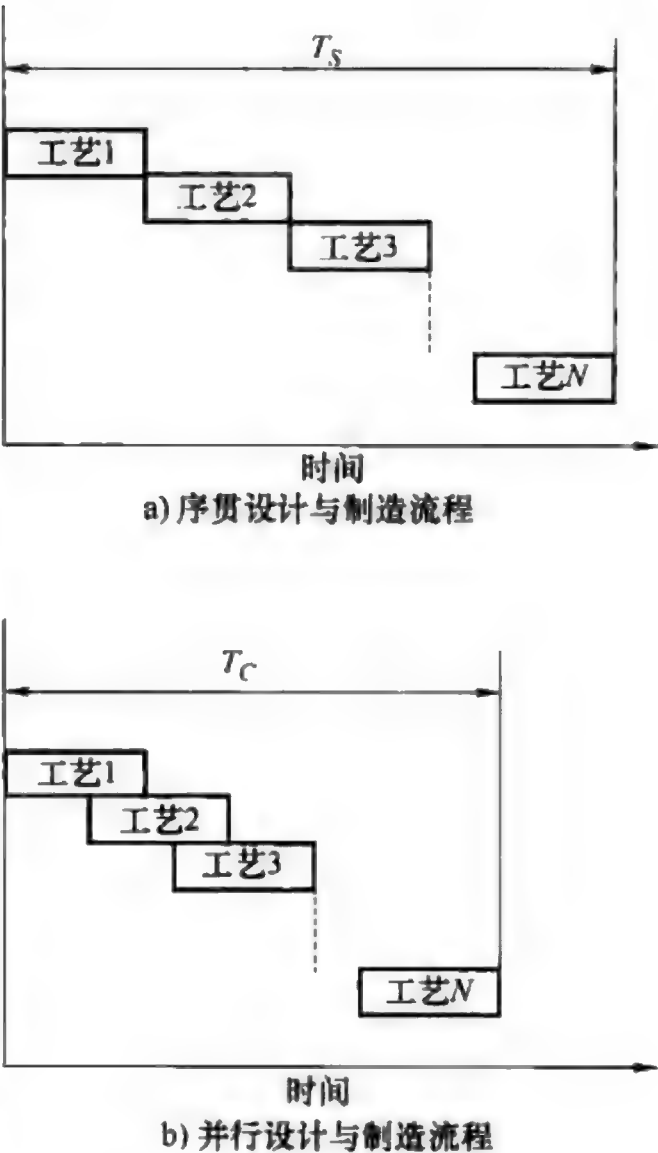 T_S
工艺1
工艺2
工艺3
工艺N
时间
a) 序贯设计与制造流程
T_C
工艺1
工艺2
工艺3
工艺N
时间
b) 并行设计与制造流程